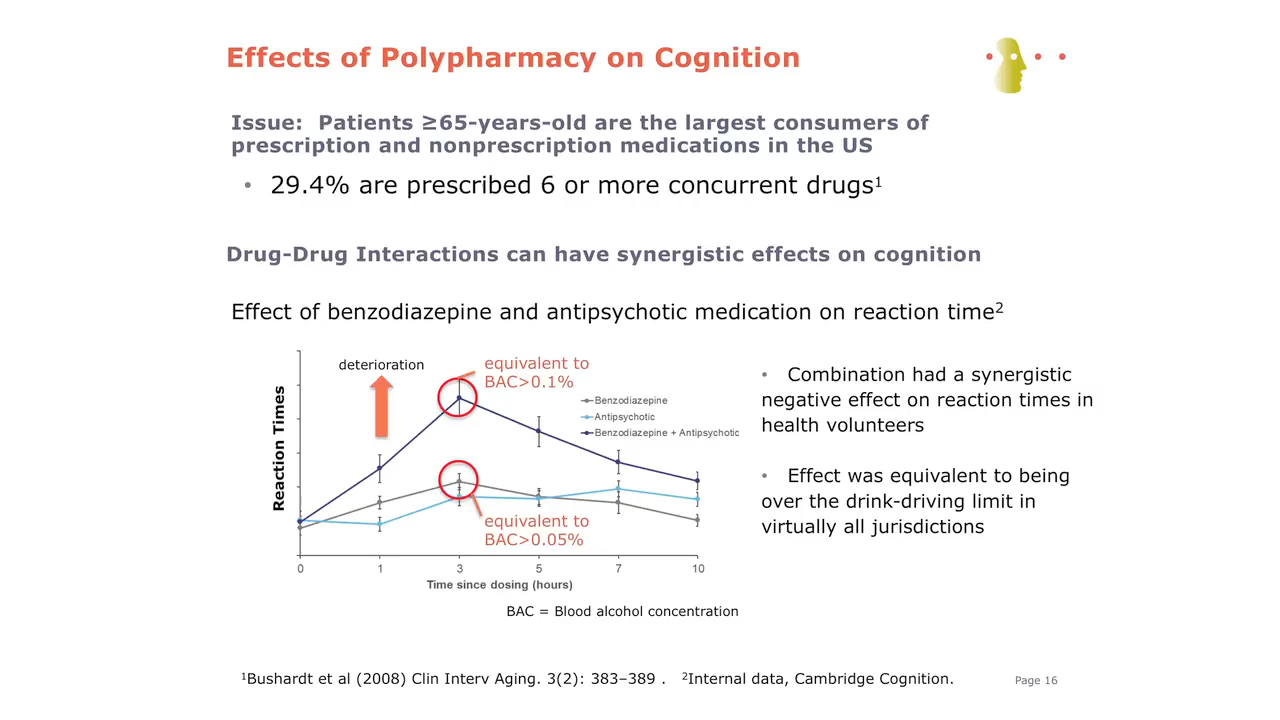 Effects of Polypharmacy on Cognition
Issue:  Patients ≥65-years-old are the largest consumers of
prescription and nonprescription medications in the US
• 29.4% are prescribed 6 or more concurrent drugs¹
Drug-Drug Interactions can have synergistic effects on cognition
Effect of benzodiazepine and antipsychotic medication on reaction time²
deterioration
equivalent to
BAC>0.1%
Benzodiazepine
Antipsychotic
Benzodiazepine + Antipsychotic
Reaction Times
equivalent to
BAC>0.05%
0 1 3 5 7 10
Time since dosing (hours)
BAC = Blood alcohol concentration
• Combination had a synergistic
negative effect on reaction times in
health volunteers
• Effect was equivalent to being
over the drink-driving limit in
virtually all jurisdictions
¹Bushardt et al (2008) Clin Interv Aging. 3(2): 383–389 .   ²Internal data, Cambridge Cognition.
Page 16